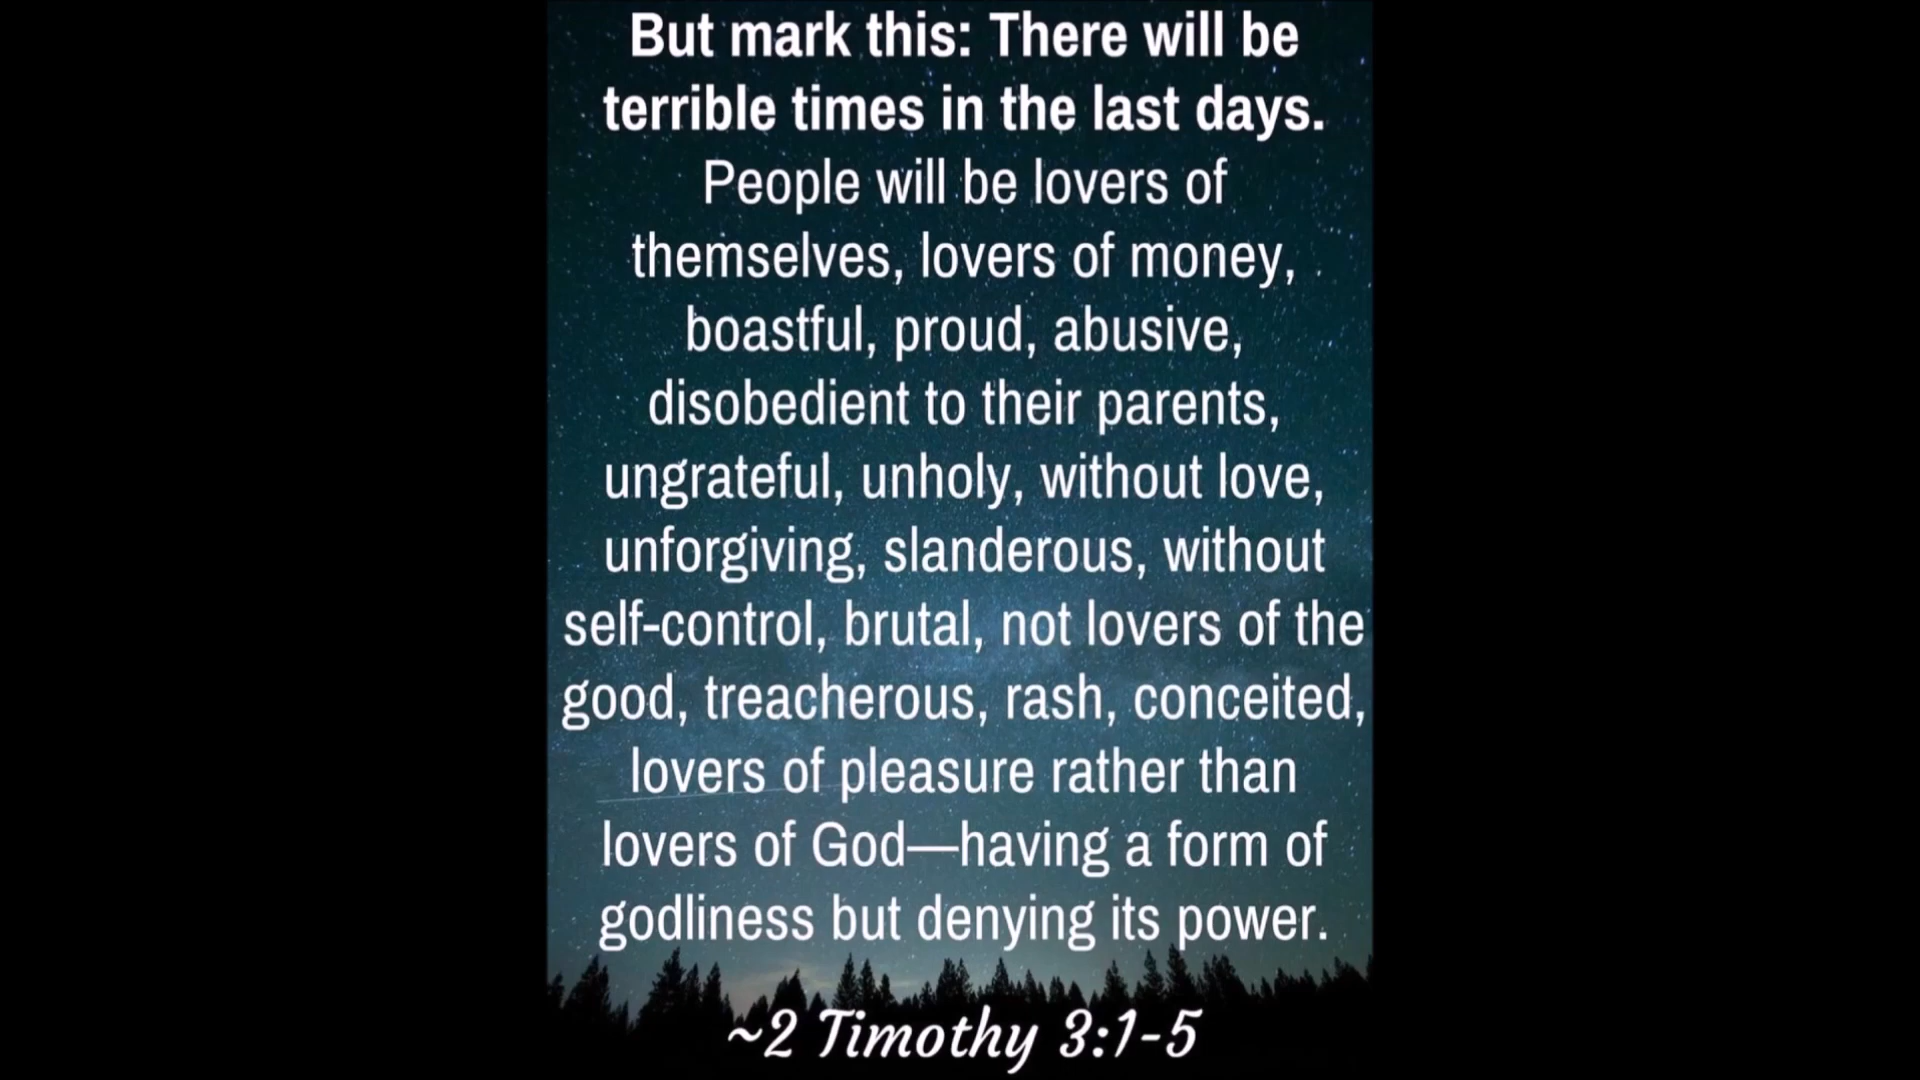 But mark this: There will be
terrible times in the last days.
People will be lovers of
themselves, lovers of money,
boastful, proud, abusive,
disobedient to their parents,
ungrateful, unholy, without love,
unforgiving, slanderous, without
self-control, brutal, not lovers of the
good, treacherous, rash, conceited,
lovers of pleasure rather than
lovers of God—having a form of
godliness but denying its power.
~2 Timothy 3:1-5